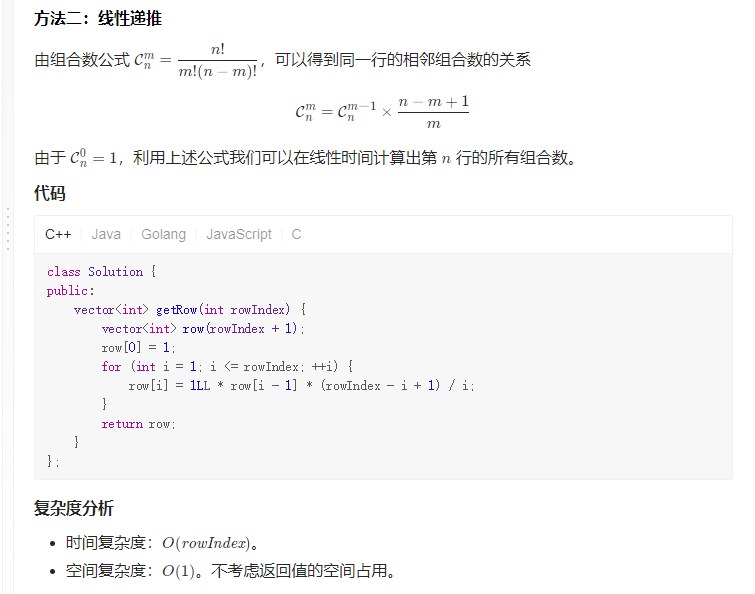 方法二：线性递推
由组合数公式 $\mathcal{C}_n^m = \dfrac{n!}{m!(n-m)!}$，可以得到同一行的相邻组合数的关系
$\mathcal{C}_n^m = \mathcal{C}_n^{m-1} \times \dfrac{n-m+1}{m}$
由于 $\mathcal{C}_n^0 = 1$，利用上述公式我们可以在线性时间计算出第 $n$ 行的所有组合数。
代码
C++ Java Golang JavaScript C
class Solution {
public:
    vector<int> getRow(int rowIndex) {
        vector<int> row(rowIndex + 1);
        row[0] = 1;
        for (int i = 1; i <= rowIndex; ++i) {
            row[i] = 1LL * row[i - 1] * (rowIndex - i + 1) / i;
        }
        return row;
    }
};
复杂度分析
• 时间复杂度：$O(rowIndex)$。
• 空间复杂度：$O(1)$。不考虑返回值的空间占用。